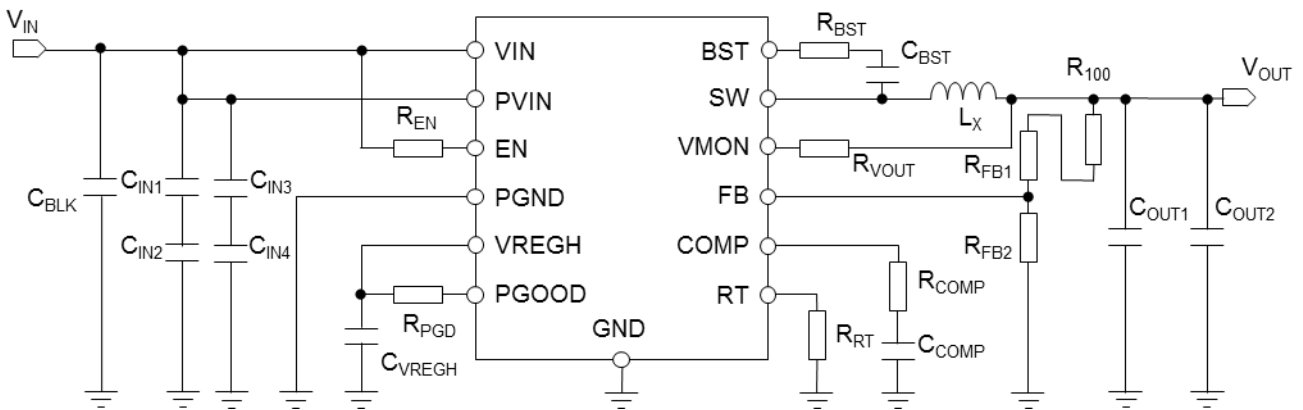 VIN
VIN
PVIN
EN
PGND
VREGH
PGOOD
GND
BST
SW
VMON
FB
COMP
RT
REN
CBLK
CIN1
CIN3
CIN2
CIN4
RPGD
CVREGH
RBST
CBST
LX
R100
VOUT
RVOUT
RFB1
RFB2
COUT1
COUT2
RCOMP
CCOMP
RRT